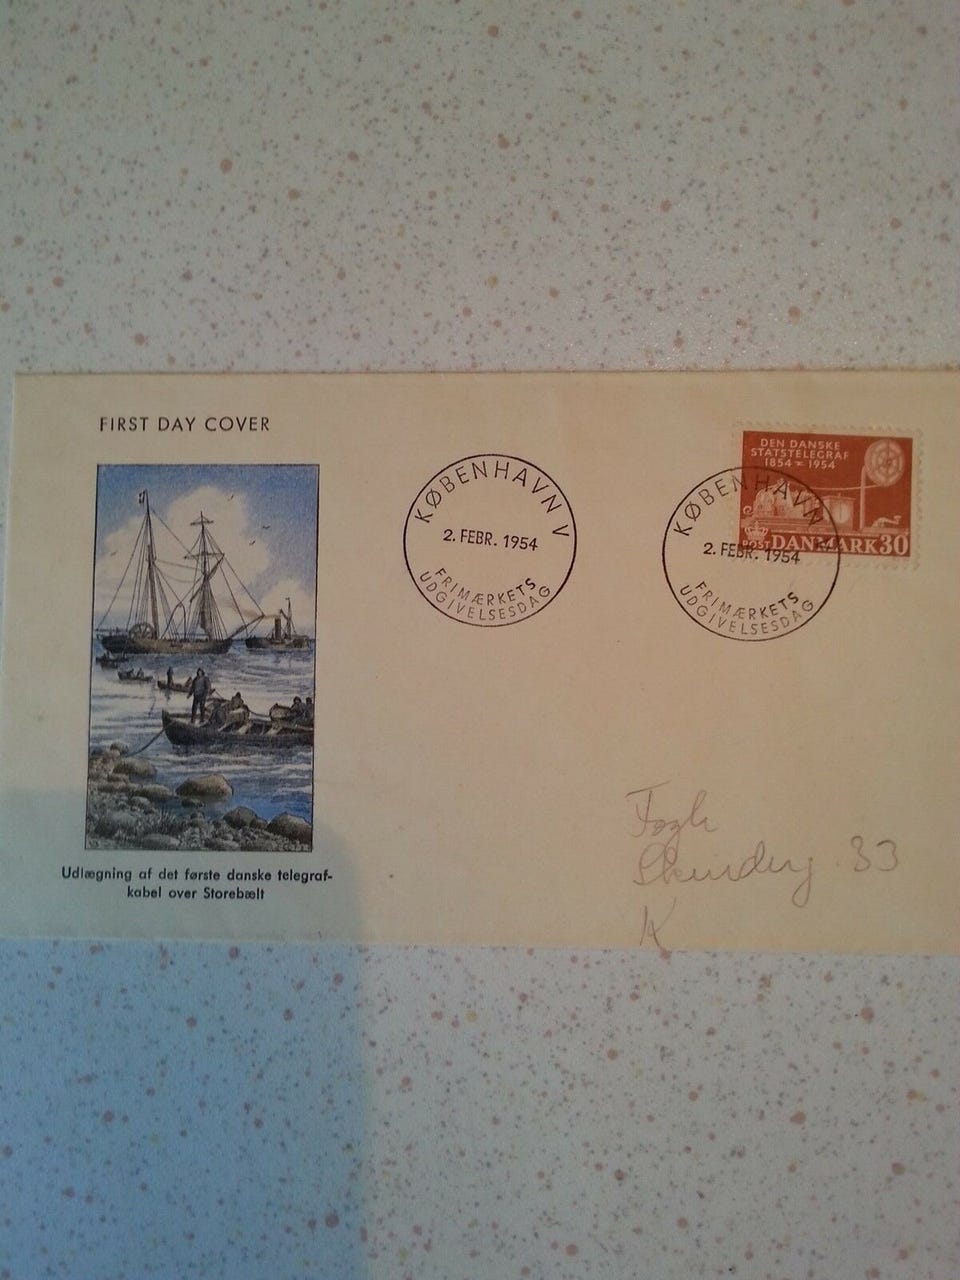 FIRST DAY COVER
KØBENHAVN V
2. FEBR. 1954
FRIMÆRKETS
UDGIVELSESDAG
DEN DANSKE
STATSTELEGRAF
1854 = 1954
POST DANMARK 30
KØBENHAVN V
2. FEBR. 1954
FRIMÆRKETS
UDGIVELSESDAG
33
K
Udlægning af det første danske telegraf-
kabel over Storebælt